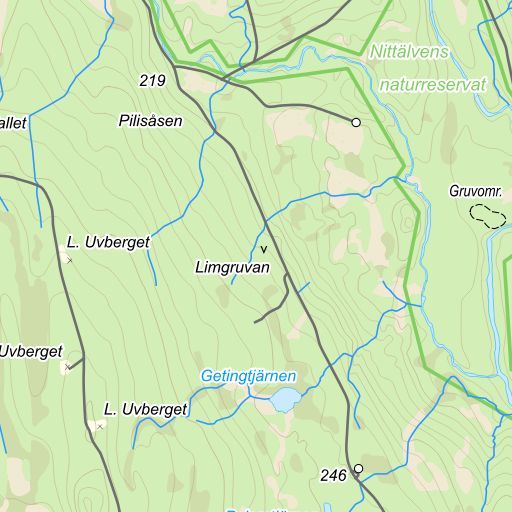 Nittälvens
naturreservat
219
Pilisåsen
allet
Gruvomr.
L. Uvberget
Limgruvan
Uvberget
Getingtjärnen
L. Uvberget
246